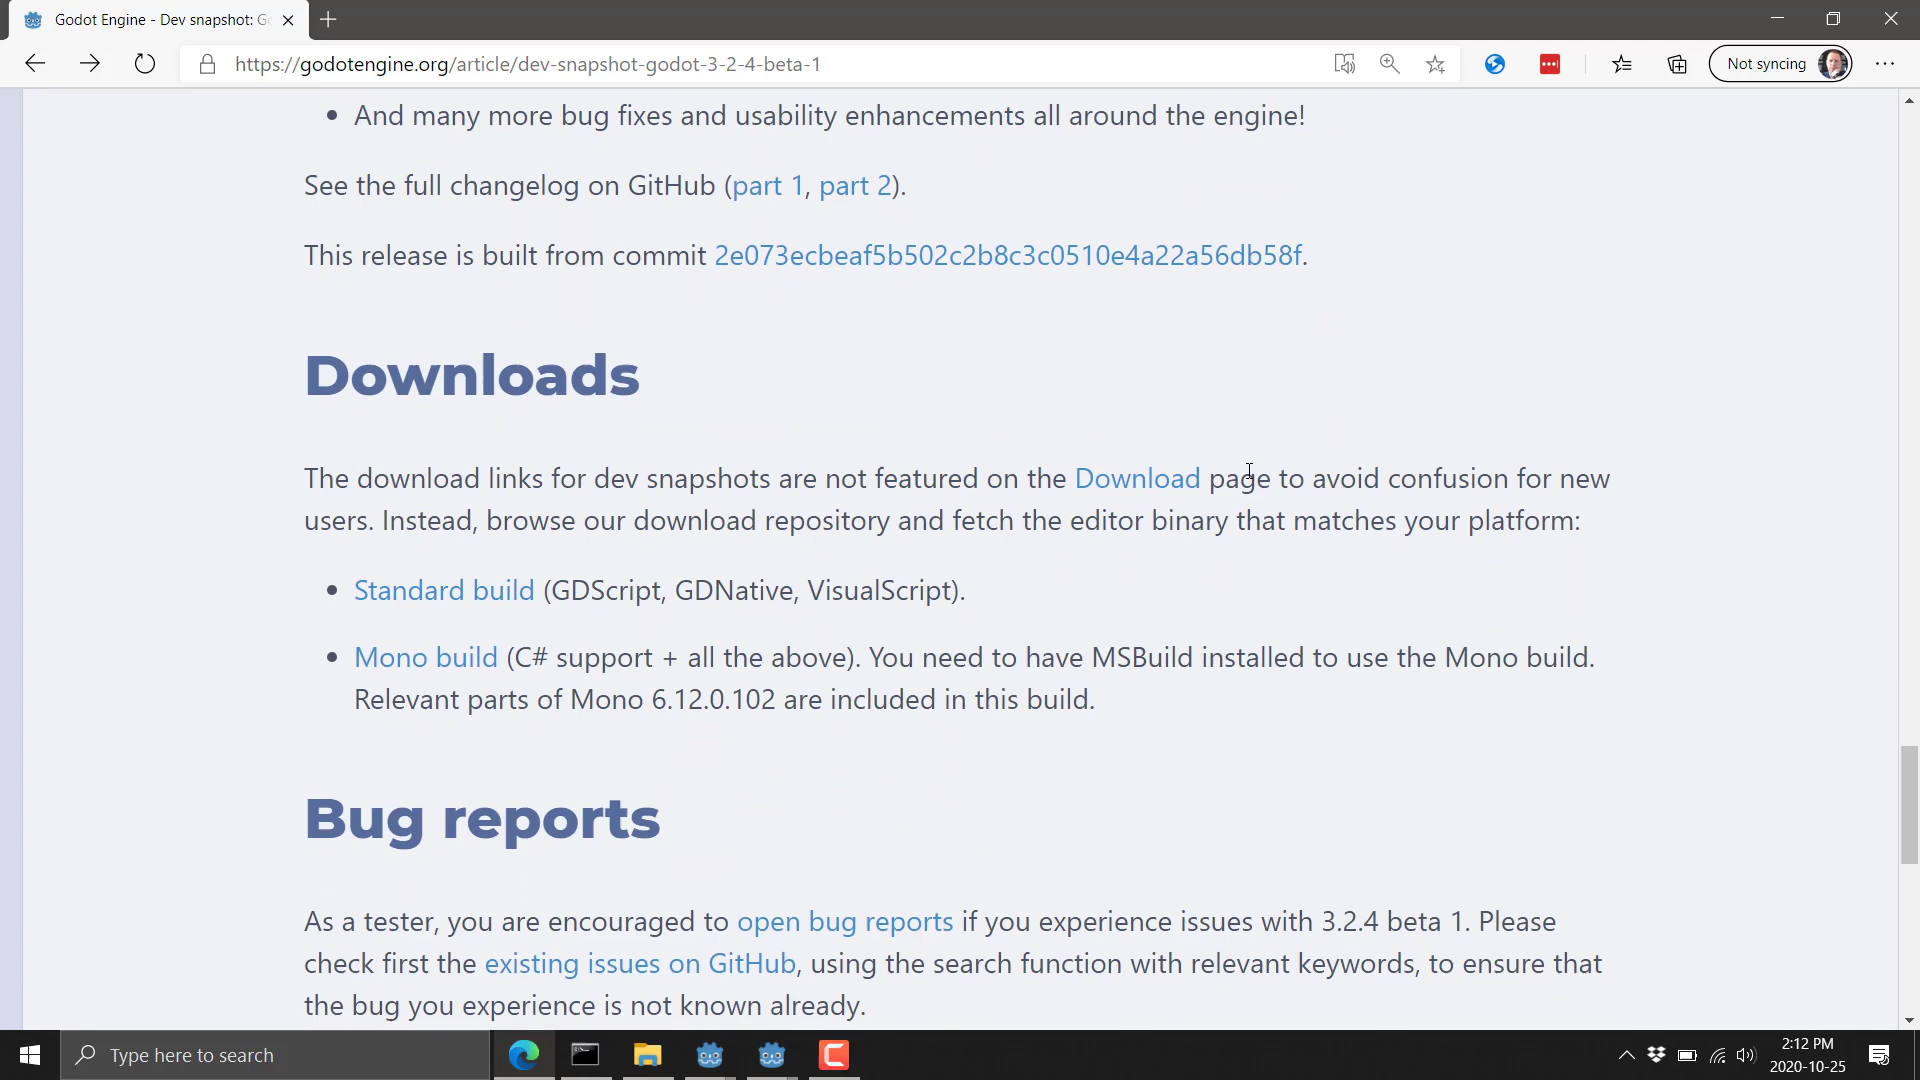 Godot Engine - Dev snapshot: G
Not syncing
https://godotengine.org/article/dev-snapshot-godot-3-2-4-beta-1
And many more bug fixes and usability enhancements all around the engine!
See the full changelog on GitHub (part 1, part 2).
This release is built from commit 2e073ecbeaf5b502c2b8c3c0510e4a22a56db58f.
Downloads
The download links for dev snapshots are not featured on the Download page to avoid confusion for new
users. Instead, browse our download repository and fetch the editor binary that matches your platform:
Standard build (GDScript, GDNative, VisualScript).
Mono build (C# support + all the above). You need to have MSBuild installed to use the Mono build.
Relevant parts of Mono 6.12.0.102 are included in this build.
Bug reports
As a tester, you are encouraged to open bug reports if you experience issues with 3.2.4 beta 1. Please
check first the existing issues on GitHub, using the search function with relevant keywords, to ensure that
the bug you experience is not known already.
Type here to search
2:12 PM
2020-10-25